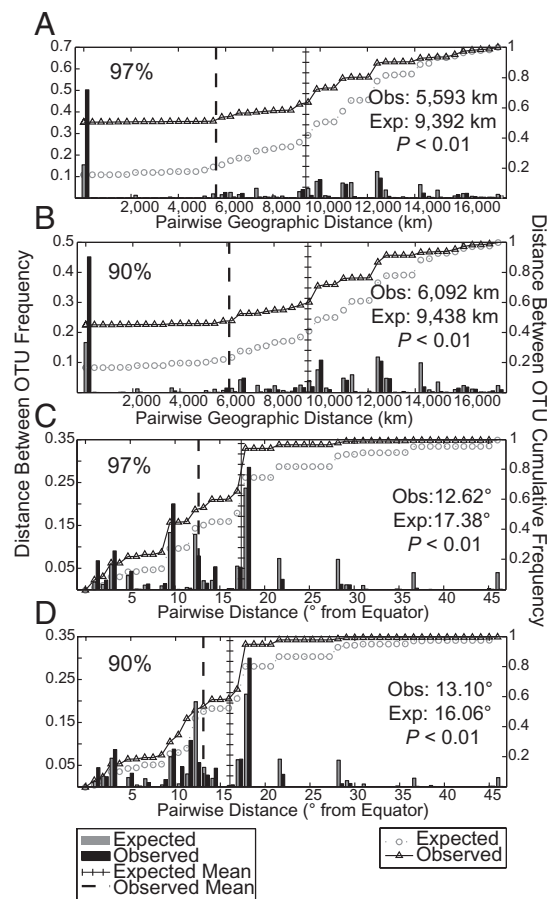 A
97%
0.7
0.6
0.5
0.4
0.3
0.2
0.1
1
0.8
0.6
0.4
0.2
Obs: 5,593 km
Exp: 9,392 km
P < 0.01
2,000 4,000 6,000 8,000 10,000 12,000 14,000 16,000
Pairwise Geographic Distance (km)
B
90%
0.5
0.4
0.3
0.2
0.1
1
0.8
0.6
0.4
0.2
Obs: 6,092 km
Exp: 9,438 km
P < 0.01
2,000 4,000 6,000 8,000 10,000 12,000 14,000 16,000
Pairwise Geographic Distance (km)
Distance Between OTU Frequency
Distance Between OTU Cumulative Frequency
C
97%
0.35
0.25
0.15
0.05
1
0.8
0.6
0.4
0.2
Obs:12.62°
Exp:17.38°
P < 0.01
0 5 10 15 20 25 30 35 40 45
Pairwise Distance (° from Equator)
D
90%
0.35
0.25
0.15
0.05
1
0.8
0.6
0.4
0.2
Obs: 13.10°
Exp: 16.06°
P < 0.01
0 5 10 15 20 25 30 35 40 45
Pairwise Distance (° from Equator)
Expected
Observed
Expected Mean
Observed Mean
Expected
Observed